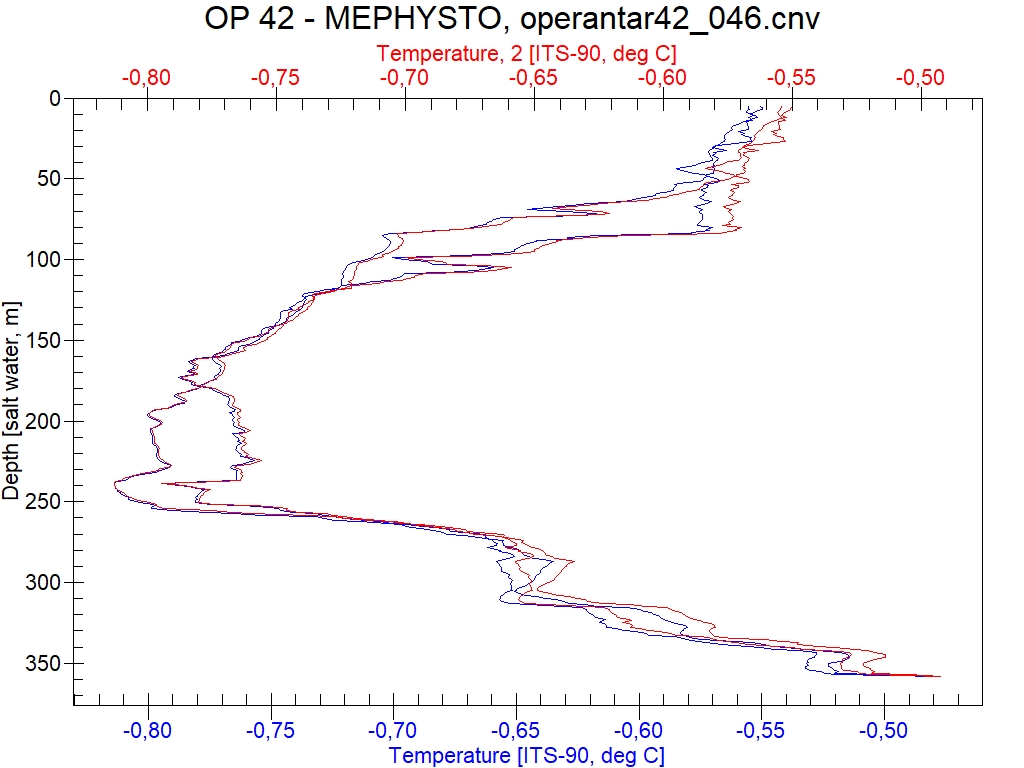 OP 42 - MEPHYSTO, operantar42_046.cnv
Temperature, 2 [ITS-90, deg C]
-0,80 -0,75 -0,70 -0,65 -0,60 -0,55 -0,50
0
50
100
150
200
250
300
350
Depth [salt water, m]
-0,80 -0,75 -0,70 -0,65 -0,60 -0,55 -0,50
Temperature [ITS-90, deg C]